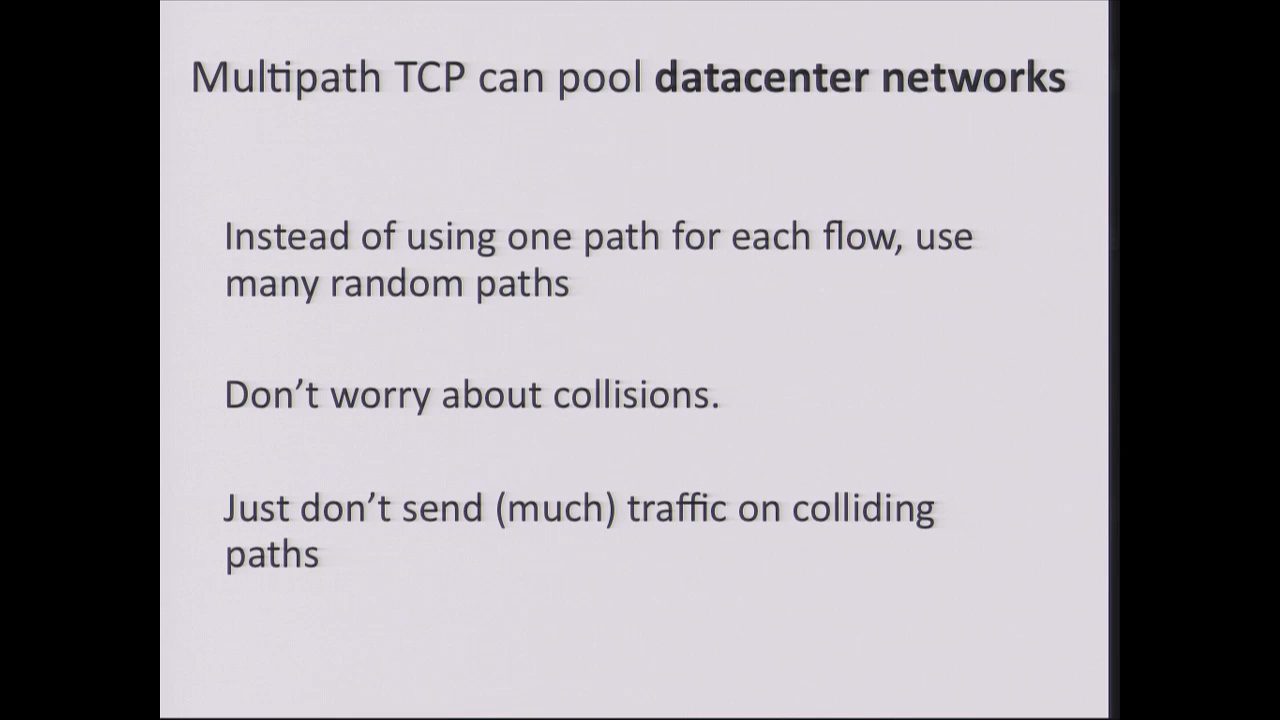 Multipath TCP can pool datacenter networks
Instead of using one path for each flow, use
many random paths
Don’t worry about collisions.
Just don’t send (much) traffic on colliding
paths